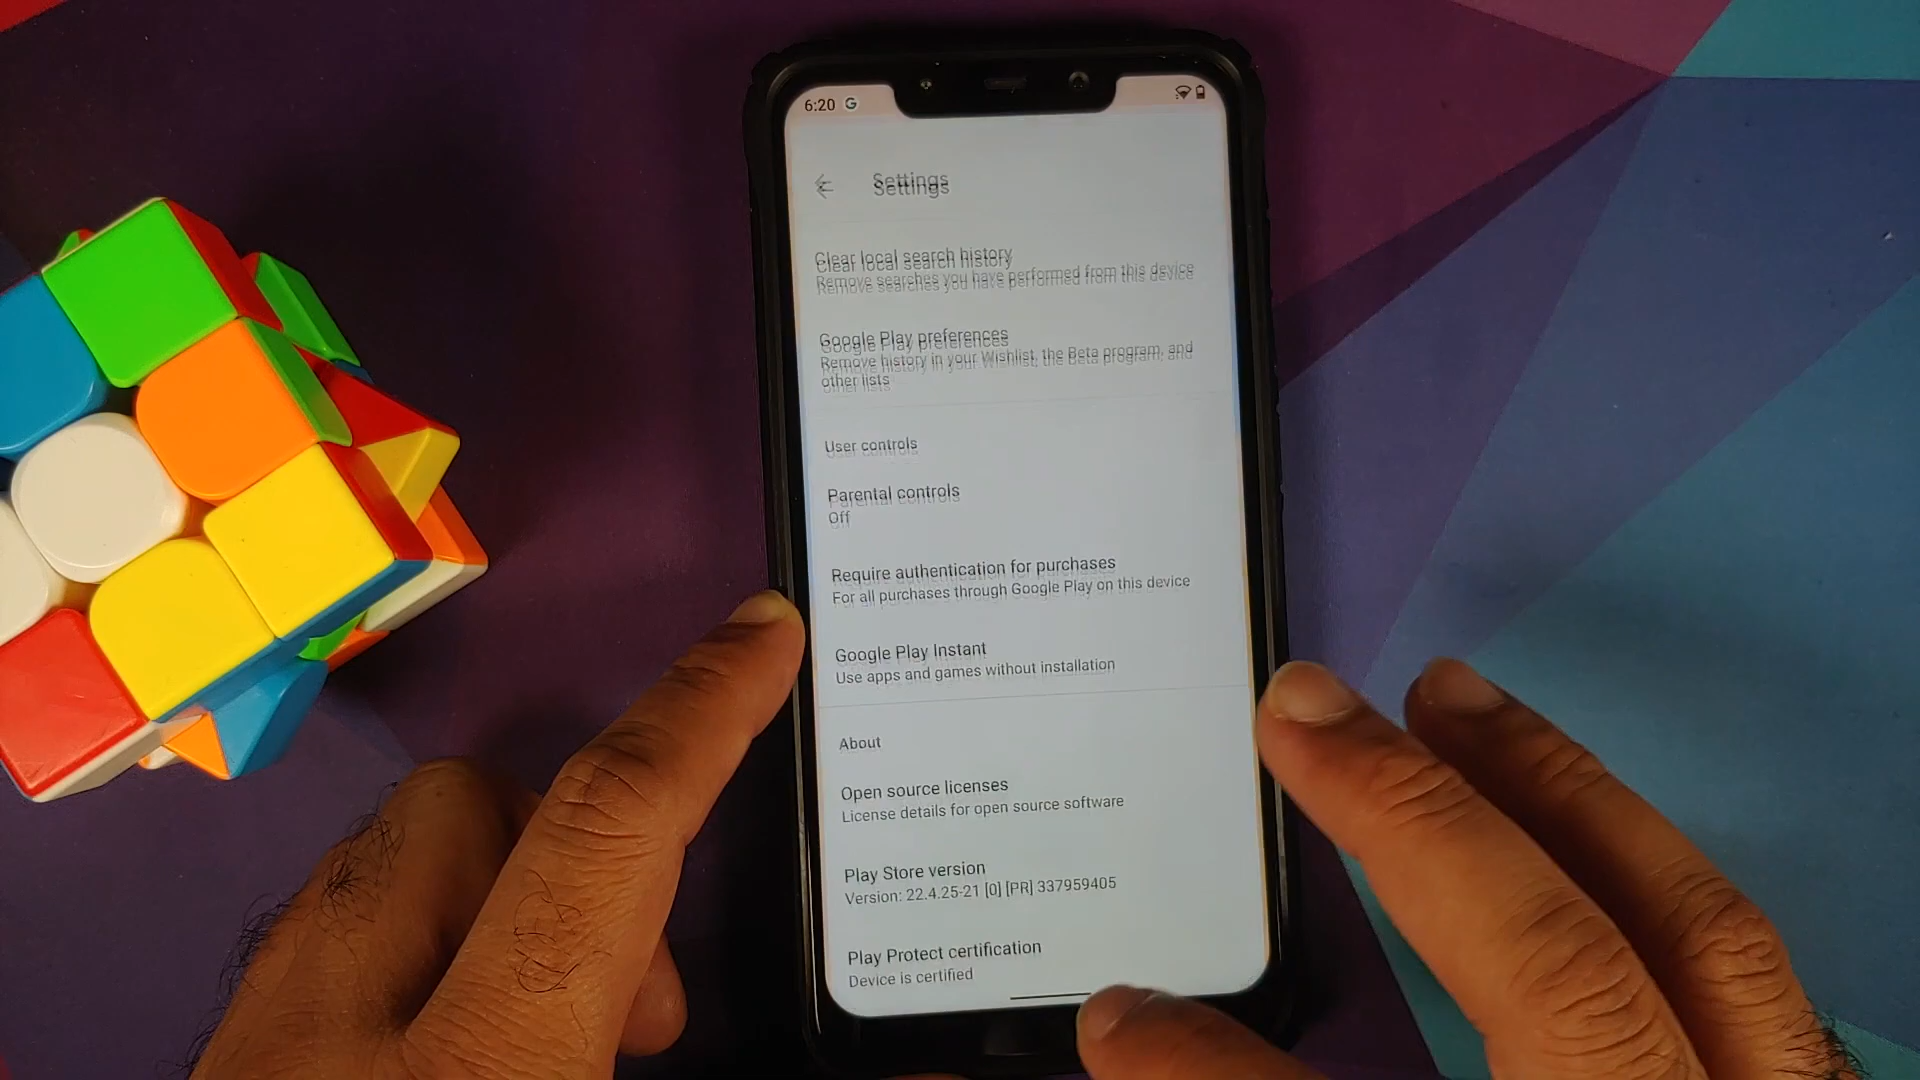 6:20 G
Settings
Clear local search history
Remove searches you have performed from this device
Google Play preferences
Remove history in your Wishlist, the Beta program, and
other lists
User controls
Parental controls
Off
Require authentication for purchases
For all purchases through Google Play on this device
Google Play Instant
Use apps and games without installation
About
Open source licenses
License details for open source software
Play Store version
Version: 22.4.25-21 [0] [PR] 337959405
Play Protect certification
Device is certified